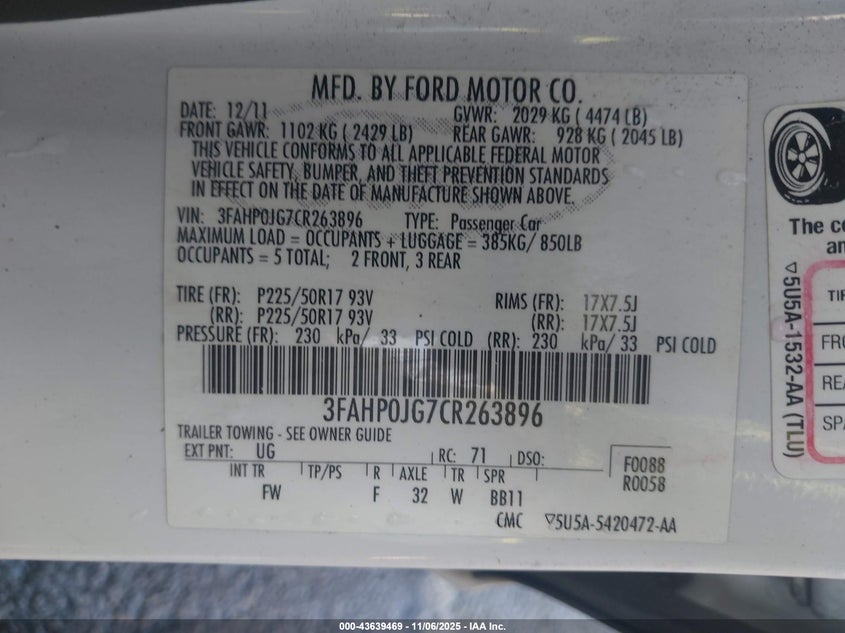 MFD. BY FORD MOTOR CO.
DATE: 12/11 GVWR: 2029 KG ( 4474 LB)
FRONT GAWR: 1102 KG ( 2429 LB) REAR GAWR: 928 KG ( 2045 LB)
THIS VEHICLE CONFORMS TO ALL APPLICABLE FEDERAL MOTOR
VEHICLE SAFETY, BUMPER, AND THEFT PREVENTION STANDARDS
IN EFFECT ON THE DATE OF MANUFACTURE SHOWN ABOVE.
VIN: 3FAHP0JG7CR263896 TYPE: Passenger Car
MAXIMUM LOAD = OCCUPANTS + LUGGAGE = 385KG/ 850LB
OCCUPANTS = 5 TOTAL; 2 FRONT, 3 REAR
TIRE (FR): P225/50R17 93V RIMS (FR): 17X7.5J
(RR): P225/50R17 93V (RR): 17X7.5J
PRESSURE (FR): 230 kPa/ 33 PSI COLD (RR): 230 kPa/ 33 PSI COLD
3FAHP0JG7CR263896
TRAILER TOWING - SEE OWNER GUIDE
EXT PNT: UG RC: 71 DSO: F0088
R0058
INT TR TP/PS R AXLE TR SPR
FW F 32 W BB11
CMC ▽5U5A-5420472-AA
The co
an
▽5U5A-1532-AA (TLU)
TIR
FRO
REA
SPA
000-43639469 - 11/06/2025 - IAA Inc.